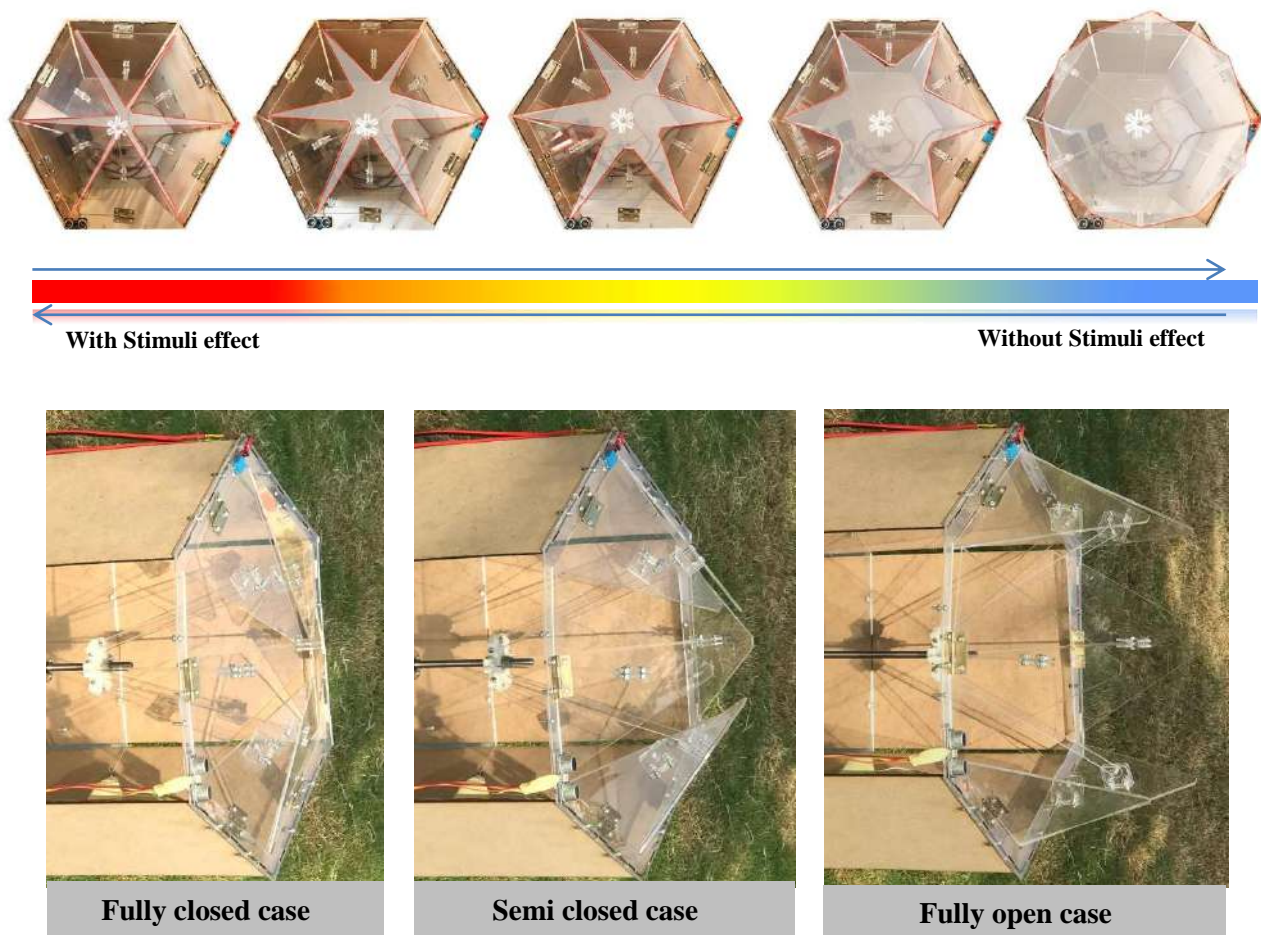 With Stimuli effect
Without Stimuli effect
Fully closed case
Semi closed case
Fully open case